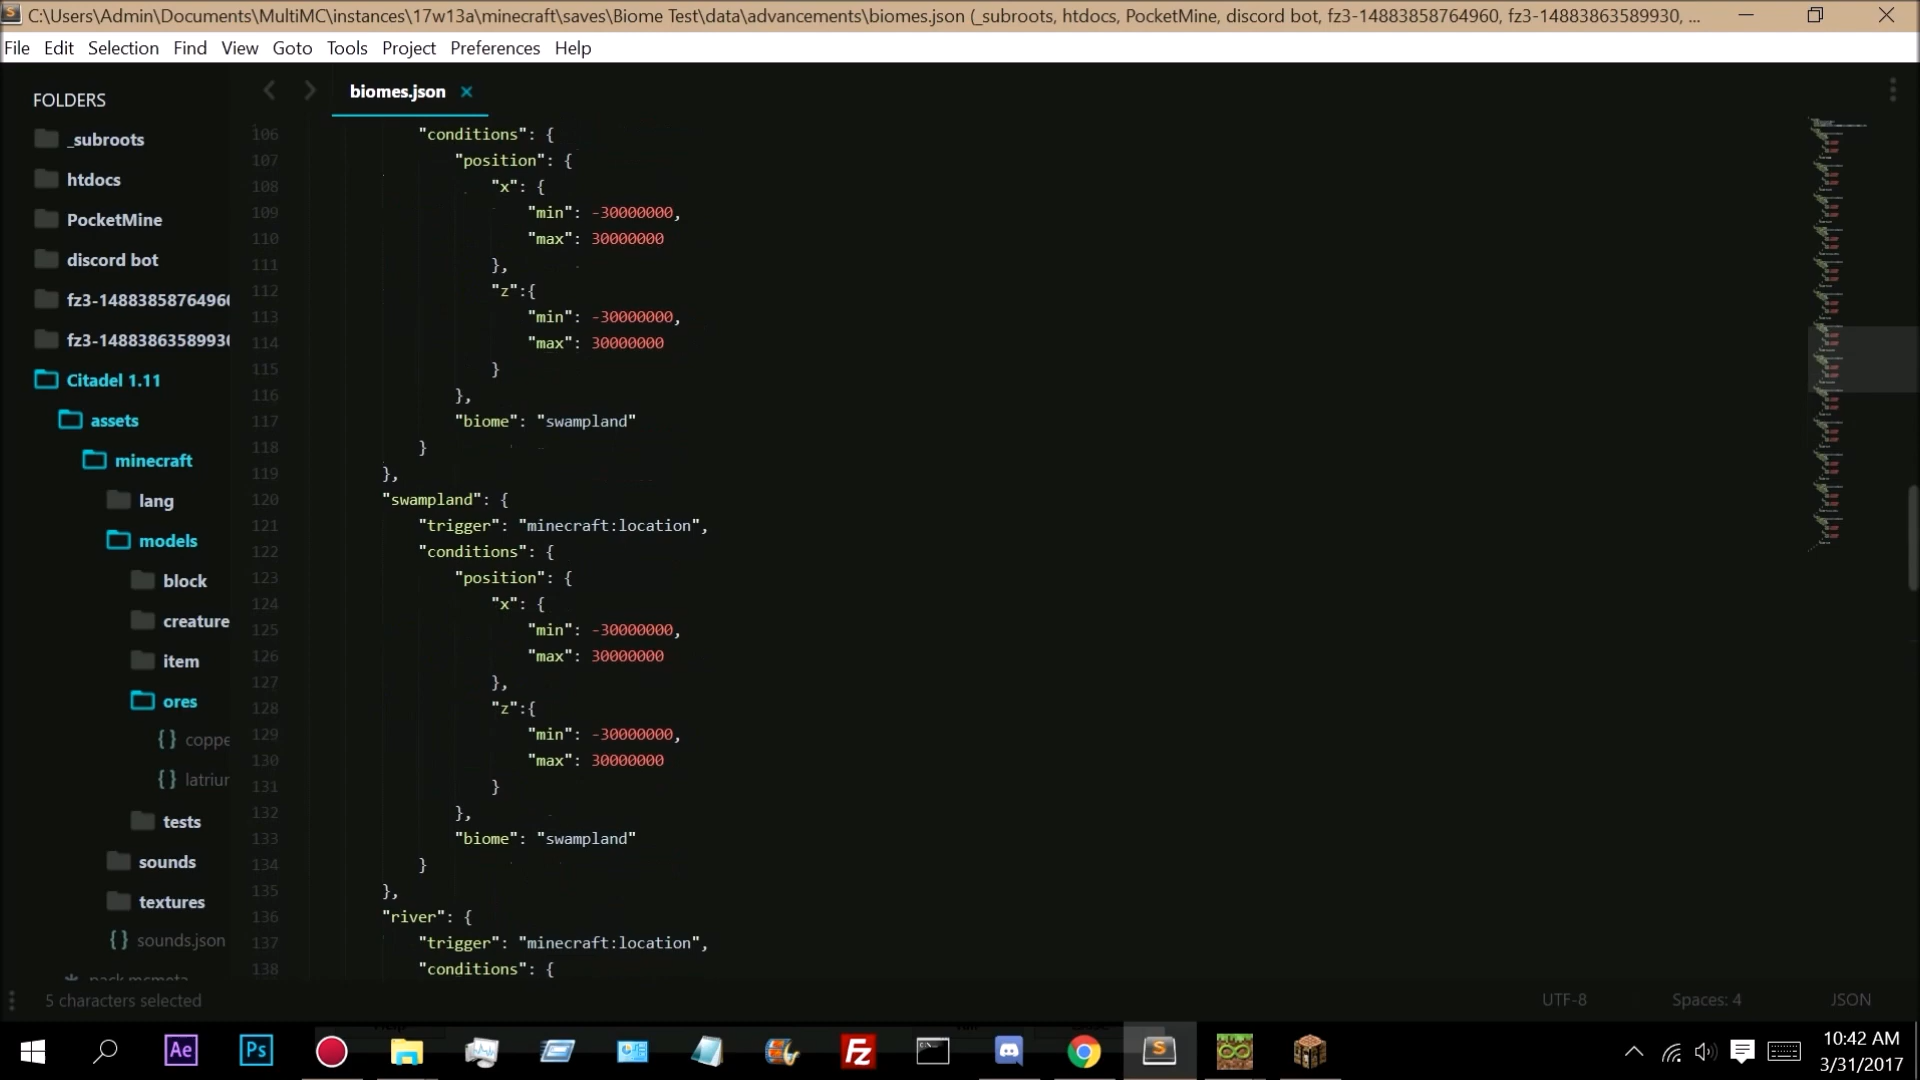 C:\Users\Admin\Documents\MultiMC\instances\17w13a\minecraft\saves\Biome Test\data\advancements\biomes.json (_subroots, htdocs, PocketMine, discord bot, fz3-14883858764960, fz3-14883863589930, ...
File Edit Selection Find View Goto Tools Project Preferences Help
FOLDERS
_subroots
htdocs
PocketMine
discord bot
fz3-1488385876496
fz3-1488386358993
Citadel 1.11
assets
minecraft
lang
models
block
creature
item
ores
{} coppe
{} latriur
tests
sounds
textures
{} sounds.json
biomes.json ×
106 "conditions": {
107 "position": {
108 "x": {
109 "min": -30000000,
110 "max": 30000000
111 },
112 "z":{
113 "min": -30000000,
114 "max": 30000000
115 }
116 },
117 "biome": "swampland"
118 }
119 },
120 "swampland": {
121 "trigger": "minecraft:location",
122 "conditions": {
123 "position": {
124 "x": {
125 "min": -30000000,
126 "max": 30000000
127 },
128 "z":{
129 "min": -30000000,
130 "max": 30000000
131 }
132 },
133 "biome": "swampland"
134 }
135 },
136 "river": {
137 "trigger": "minecraft:location",
138 "conditions": {
5 characters selected
UTF-8 Spaces: 4 JSON
Ae Ps Fz S
10:42 AM
3/31/2017